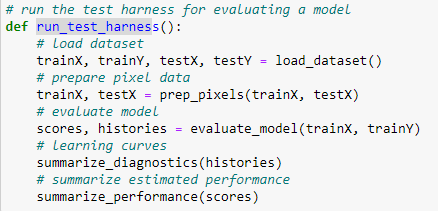 # run the test harness for evaluating a model
def run_test_harness():
    # load dataset
    trainX, trainY, testX, testY = load_dataset()
    # prepare pixel data
    trainX, testX = prep_pixels(trainX, testX)
    # evaluate model
    scores, histories = evaluate_model(trainX, trainY)
    # learning curves
    summarize_diagnostics(histories)
    # summarize estimated performance
    summarize_performance(scores)